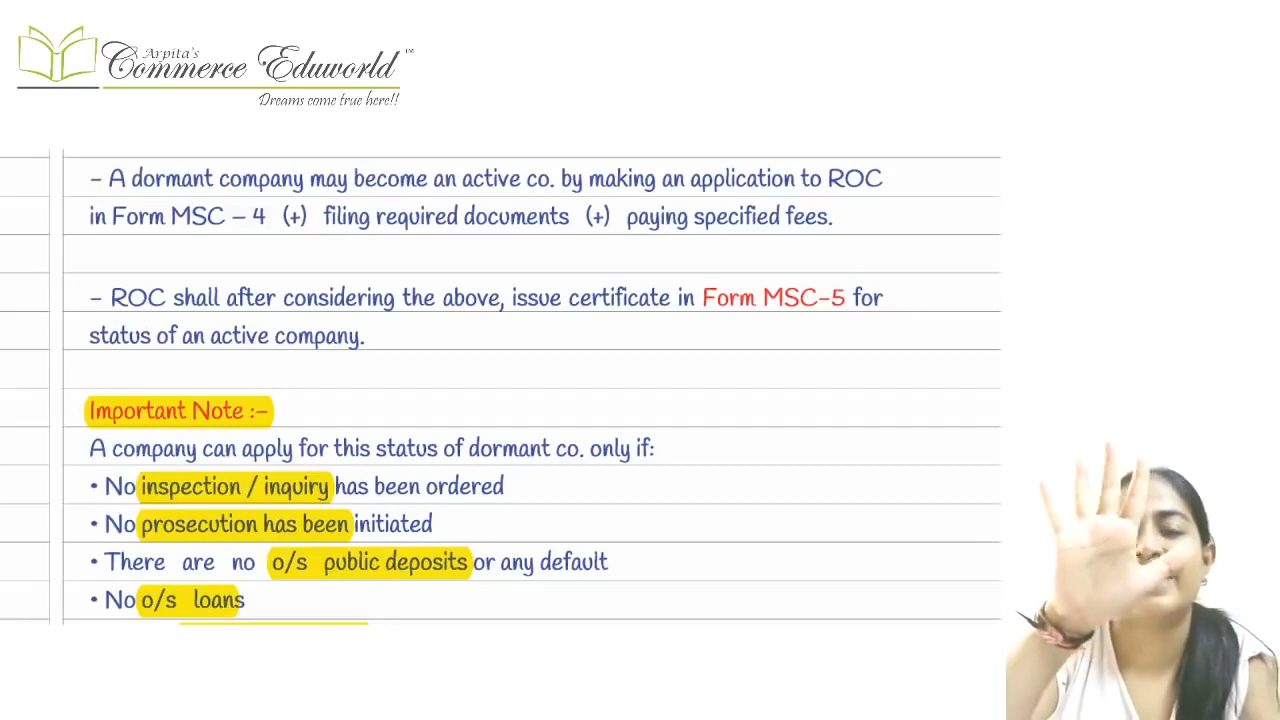 Arpita's
Commerce Eduworld™
Dreams come true here!!
- A dormant company may become an active co. by making an application to ROC
in Form MSC – 4 (+) filing required documents (+) paying specified fees.
- ROC shall after considering the above, issue certificate in Form MSC-5 for
status of an active company.
Important Note :-
A company can apply for this status of dormant co. only if:
• No inspection / inquiry has been ordered
• No prosecution has been initiated
• There are no o/s public deposits or any default
• No o/s loans